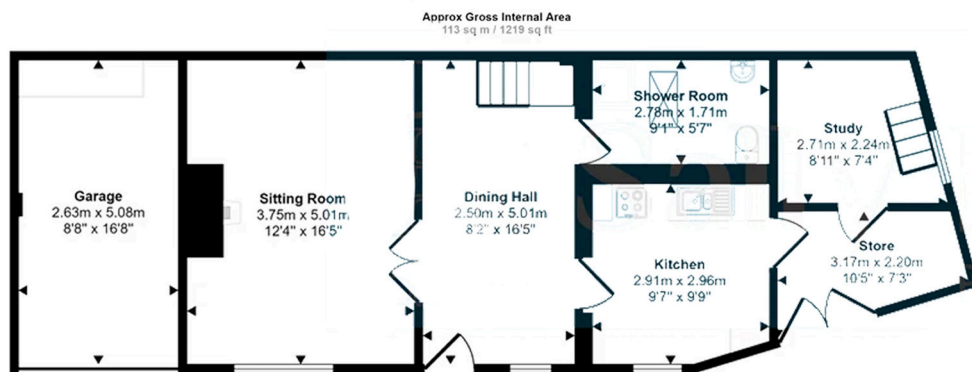 Approx Gross Internal Area
113 sq m / 1219 sq ft
Garage
2.63m x 5.08m
8'8" x 16'8"
Sitting Room
3.75m x 5.01m
12'4" x 16'5"
Dining Hall
2.50m x 5.01m
8'2" x 16'5"
Shower Room
2.78m x 1.71m
9'1" x 5'7"
Kitchen
2.91m x 2.96m
9'7" x 9'9"
Study
2.71m x 2.24m
8'11" x 7'4"
Store
3.17m x 2.20m
10'5" x 7'3"